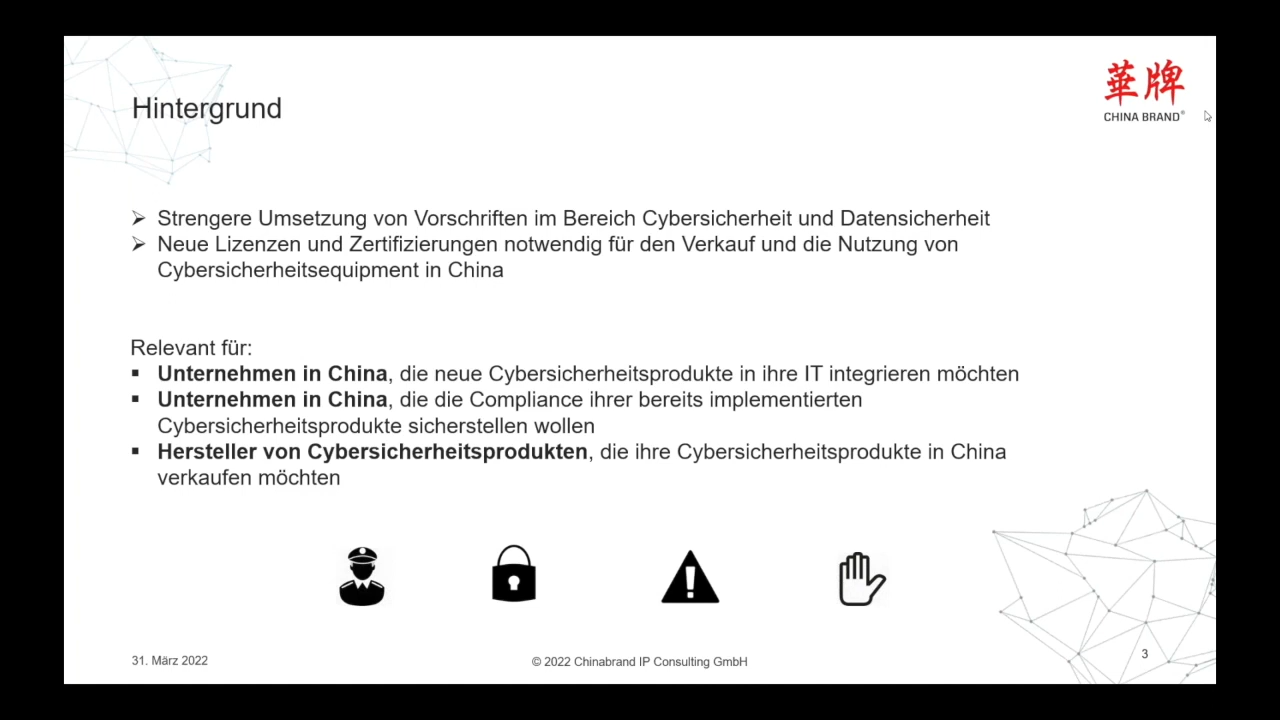 Hintergrund
華牌
CHINA BRAND®
➢ Strengere Umsetzung von Vorschriften im Bereich Cybersicherheit und Datensicherheit
➢ Neue Lizenzen und Zertifizierungen notwendig für den Verkauf und die Nutzung von
Cybersicherheitsequipment in China
Relevant für:
▪ Unternehmen in China, die neue Cybersicherheitsprodukte in ihre IT integrieren möchten
▪ Unternehmen in China, die die Compliance ihrer bereits implementierten
Cybersicherheitsprodukte sicherstellen wollen
▪ Hersteller von Cybersicherheitsprodukten, die ihre Cybersicherheitsprodukte in China
verkaufen möchten
31. März 2022
© 2022 Chinabrand IP Consulting GmbH
3